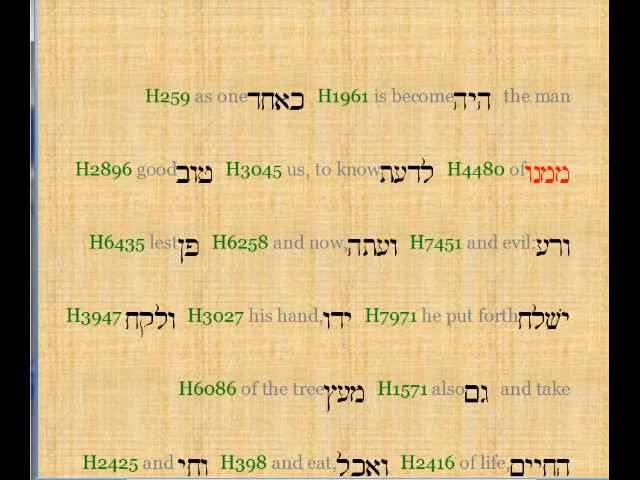 the man היה H1961 is become כאחד H259 as one
ממנו H4480 of לדעת H3045 us, to know טוב H2896 good
ורע H7451 and evil: ועתה H6258 and now, פן H6435 lest
ישלח H7971 he put forth ידו H3027 his hand, ולקח H3947
and take גם H1571 also מעץ H6086 of the tree
החיים H2416 of life, ואכל H398 and eat, וחי H2425 and